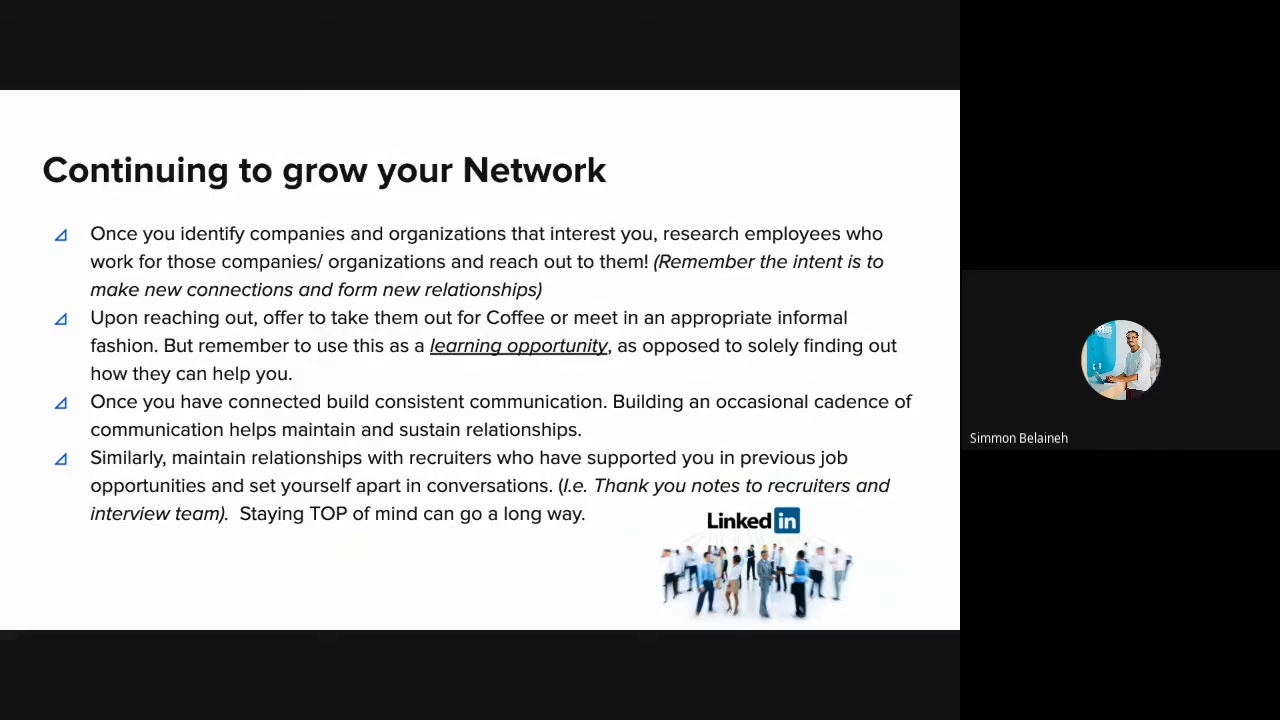 Continuing to grow your Network
Once you identify companies and organizations that interest you, research employees who
work for those companies/ organizations and reach out to them! (Remember the intent is to
make new connections and form new relationships)
Upon reaching out, offer to take them out for Coffee or meet in an appropriate informal
fashion. But remember to use this as a learning opportunity, as opposed to solely finding out
how they can help you.
Once you have connected build consistent communication. Building an occasional cadence of
communication helps maintain and sustain relationships.
Similarly, maintain relationships with recruiters who have supported you in previous job
opportunities and set yourself apart in conversations. (I.e. Thank you notes to recruiters and
interview team).  Staying TOP of mind can go a long way.
Linked in
Simmon Belaineh